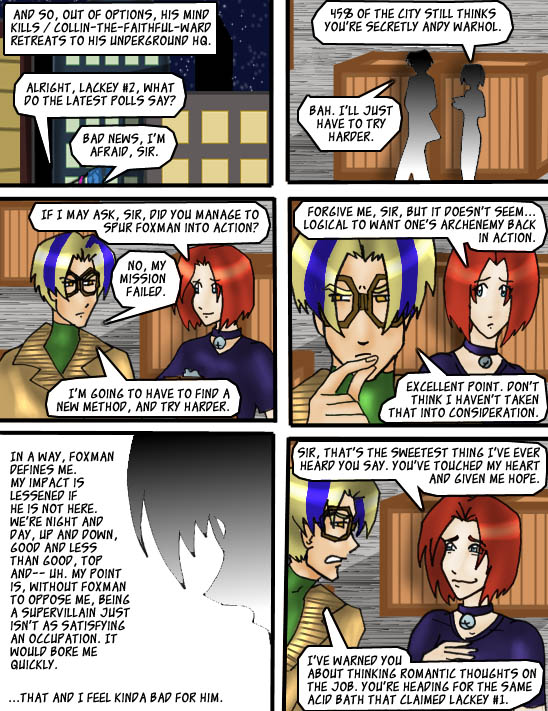 AND SO, OUT OF OPTIONS, HIS MIND
KILLS / COLLIN-THE-FAITHFUL-WARD
RETREATS TO HIS UNDERGROUND HQ.
ALRIGHT, LACKEY #2, WHAT
DO THE LATEST POLLS SAY?
BAD NEWS, I'M
AFRAID, SIR.
45% OF THE CITY STILL THINKS
YOU'RE SECRETLY ANDY WARHOL.
BAH. I'LL JUST
HAVE TO TRY
HARDER.
IF I MAY ASK, SIR, DID YOU MANAGE TO
SPUR FOXMAN INTO ACTION?
NO, MY
MISSION
FAILED.
I'M GOING TO HAVE TO FIND A
NEW METHOD, AND TRY HARDER.
FORGIVE ME, SIR, BUT IT DOESN'T SEEM...
LOGICAL TO WANT ONE'S ARCHENEMY BACK
IN ACTION.
EXCELLENT POINT. DON'T
THINK I HAVEN'T TAKEN
THAT INTO CONSIDERATION.
IN A WAY, FOXMAN
DEFINES ME.
MY IMPACT IS
LESSENED IF
HE IS NOT HERE.
WE'RE NIGHT AND
DAY, UP AND DOWN,
GOOD AND LESS
THAN GOOD, TOP
AND-- UH. MY POINT
IS, WITHOUT FOXMAN
TO OPPOSE ME, BEING
A SUPERVILLAIN JUST
ISN'T AS SATISFYING
AN OCCUPATION. IT
WOULD BORE ME
QUICKLY.
...THAT AND I FEEL KINDA BAD FOR HIM.
SIR, THAT'S THE SWEETEST THING I'VE EVER
HEARD YOU SAY. YOU'VE TOUCHED MY HEART
AND GIVEN ME HOPE.
I'VE WARNED YOU
ABOUT THINKING ROMANTIC THOUGHTS ON
THE JOB. YOU'RE HEADING FOR THE SAME
ACID BATH THAT CLAIMED LACKEY #1.